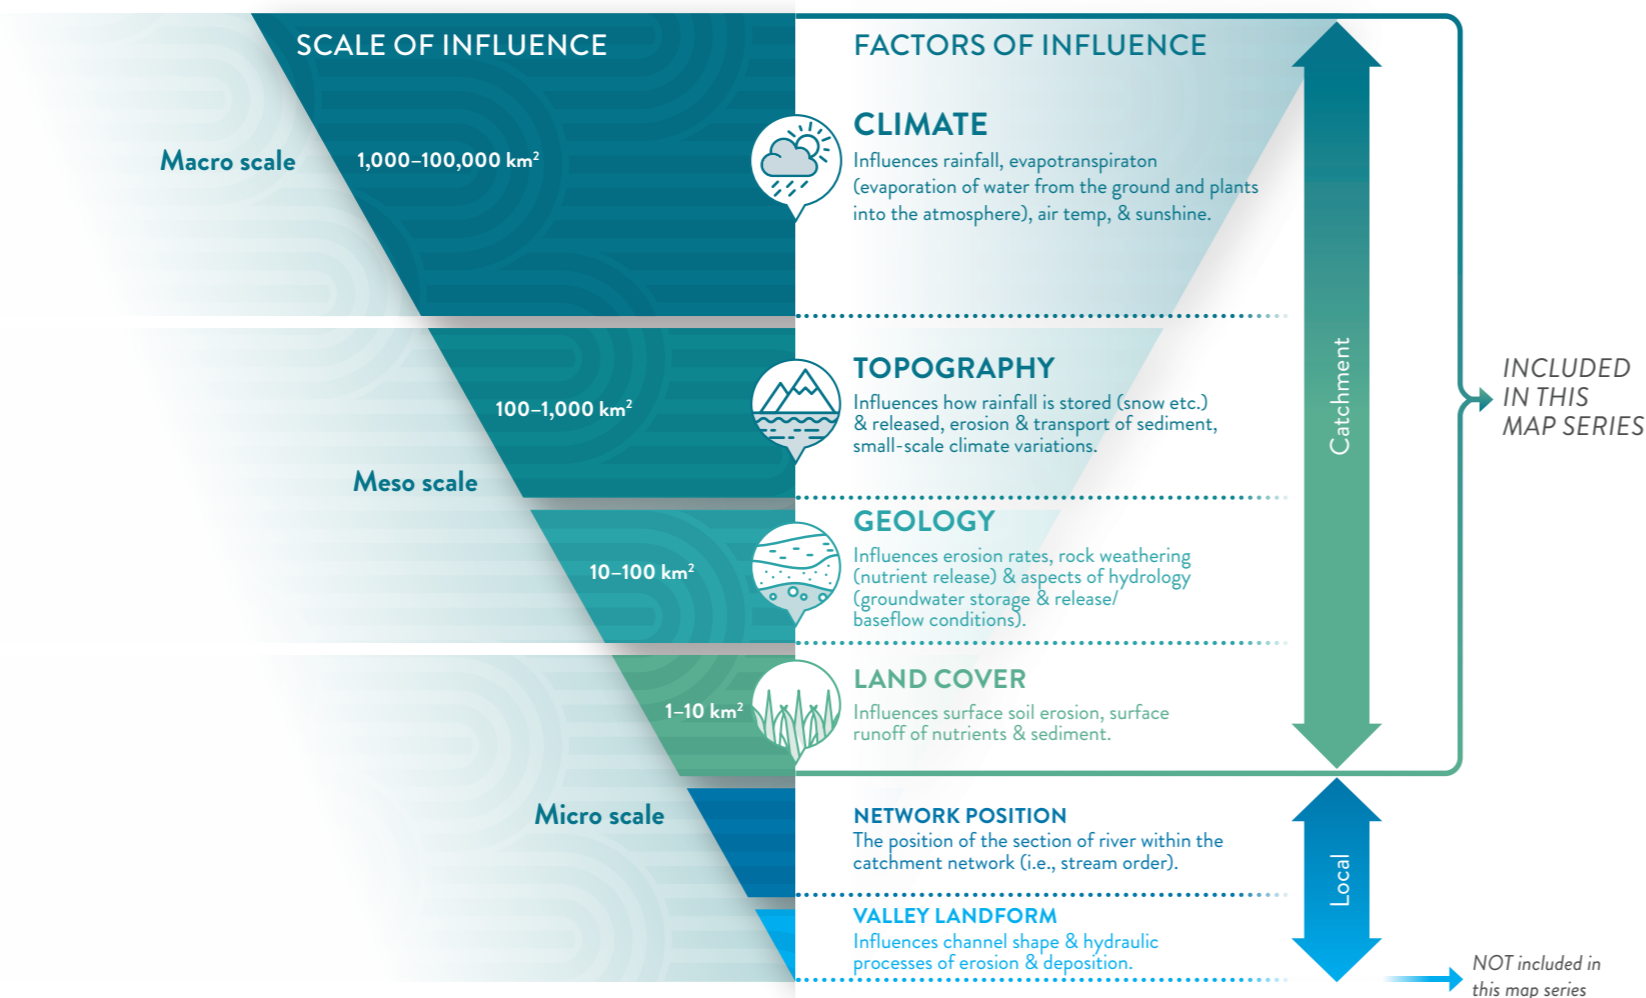 SCALE OF INFLUENCE
FACTORS OF INFLUENCE
Macro scale
1,000–100,000 km²
CLIMATE
Influences rainfall, evapotranspiraton
(evaporation of water from the ground and plants
into the atmosphere), air temp, & sunshine.
Meso scale
100–1,000 km²
TOPOGRAPHY
Influences how rainfall is stored (snow etc.)
& released, erosion & transport of sediment,
small-scale climate variations.
10–100 km²
GEOLOGY
Influences erosion rates, rock weathering
(nutrient release) & aspects of hydrology
(groundwater storage & release/
baseflow conditions).
Micro scale
1–10 km²
LAND COVER
Influences surface soil erosion, surface
runoff of nutrients & sediment.
NETWORK POSITION
The position of the section of river within the
catchment network (i.e., stream order).
VALLEY LANDFORM
Influences channel shape & hydraulic
processes of erosion & deposition.
Catchment
Local
INCLUDED
IN THIS
MAP SERIES
NOT included in
this map series